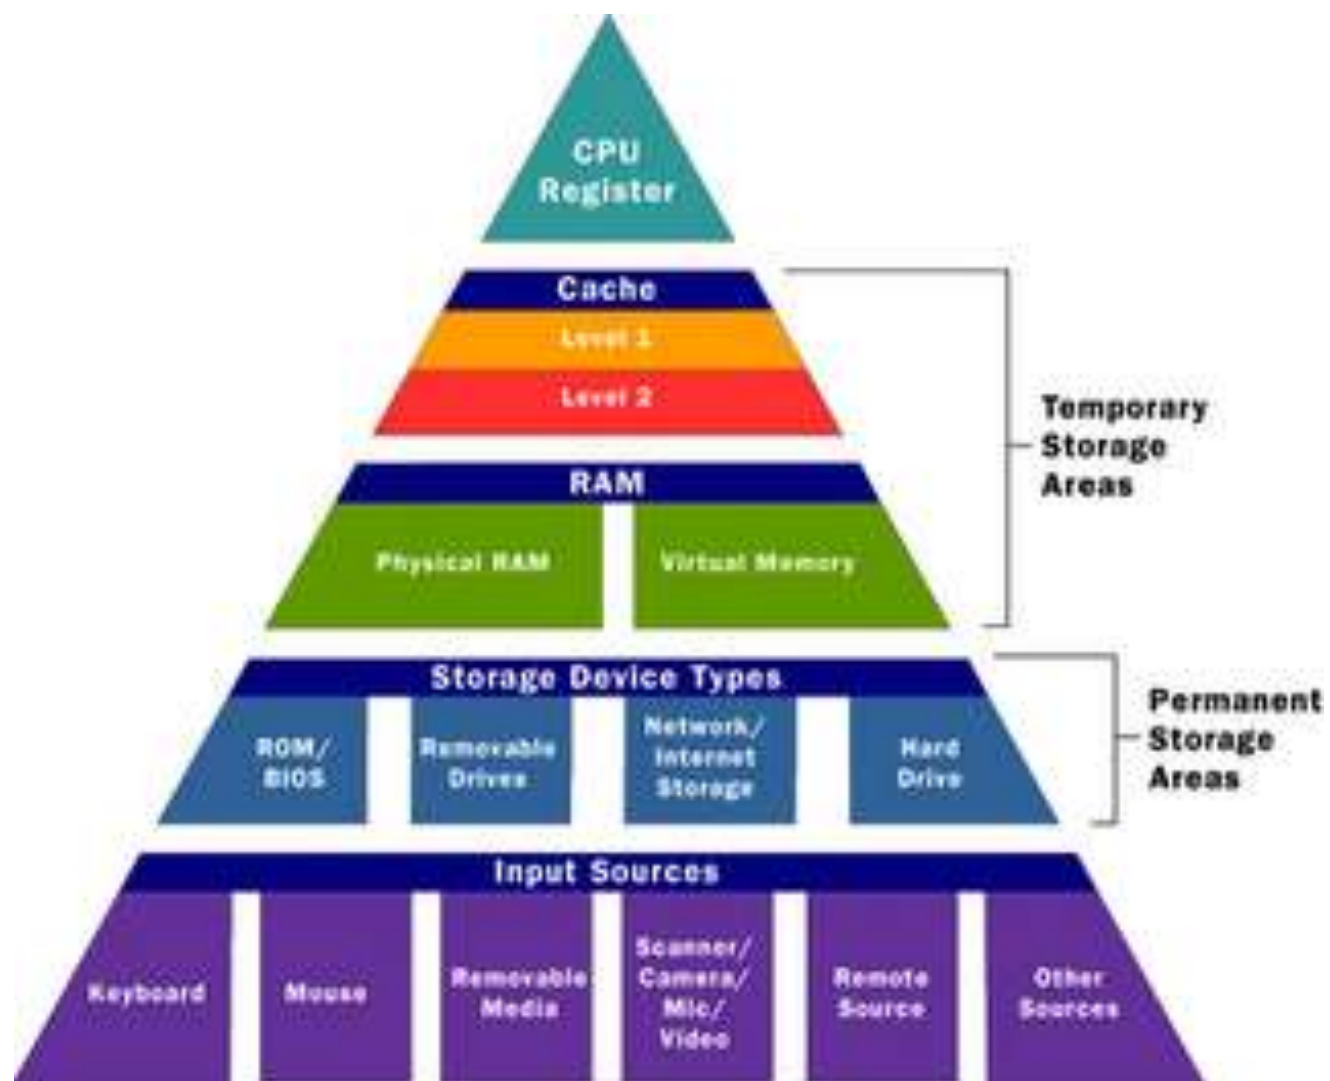 CPU
Register
Cache
Level 1
Level 2
Temporary
Storage
Areas
RAM
Physical RAM
Virtual Memory
Storage Device Types
ROM/
BIOS
Removable
Drives
Network/
Internet
Storage
Hard
Drive
Permanent
Storage
Areas
Input Sources
Keyboard
Mouse
Removable
Media
Scanner/
Camera/
Mic/
Video
Remote
Source
Other
Sources